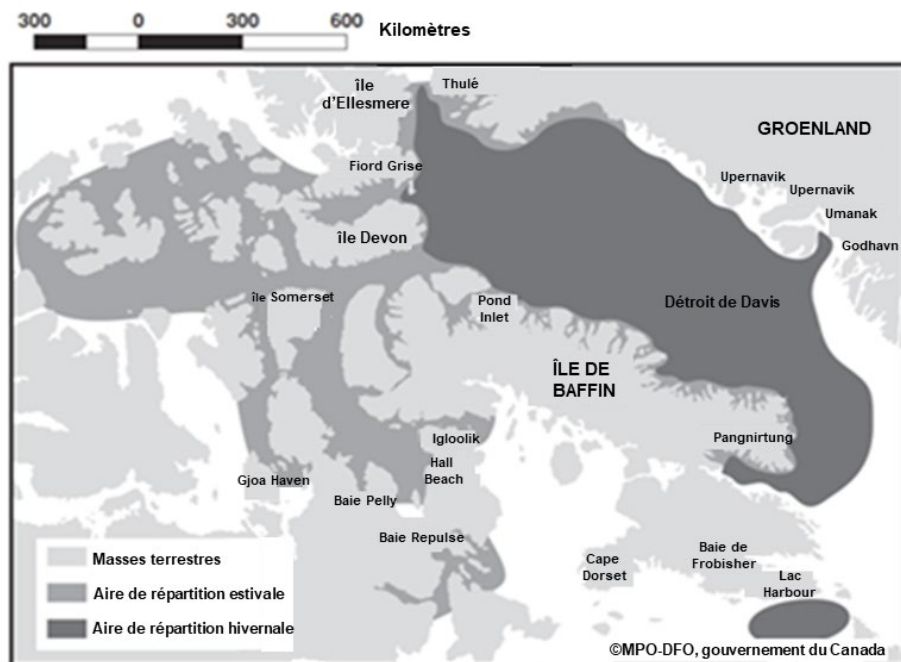 300 0 300 600 Kilomètres
île
d'Ellesmere
Thulé
GROENLAND
Fiord Grise
Upernavik
Upernavik
Umanak
Godhavn
île Devon
île Somerset
Pond
Inlet
Détroit de Davis
ÎLE DE
BAFFIN
Igloolik
Pangnirtung
Hall
Beach
Gjoa Haven
Baie Pelly
Baie Repulse
Cape
Dorset
Baie de
Frobisher
Lac
Harbour
Masses terrestres
Aire de répartition estivale
Aire de répartition hivernale
©MPO-DFO, gouvernement du Canada